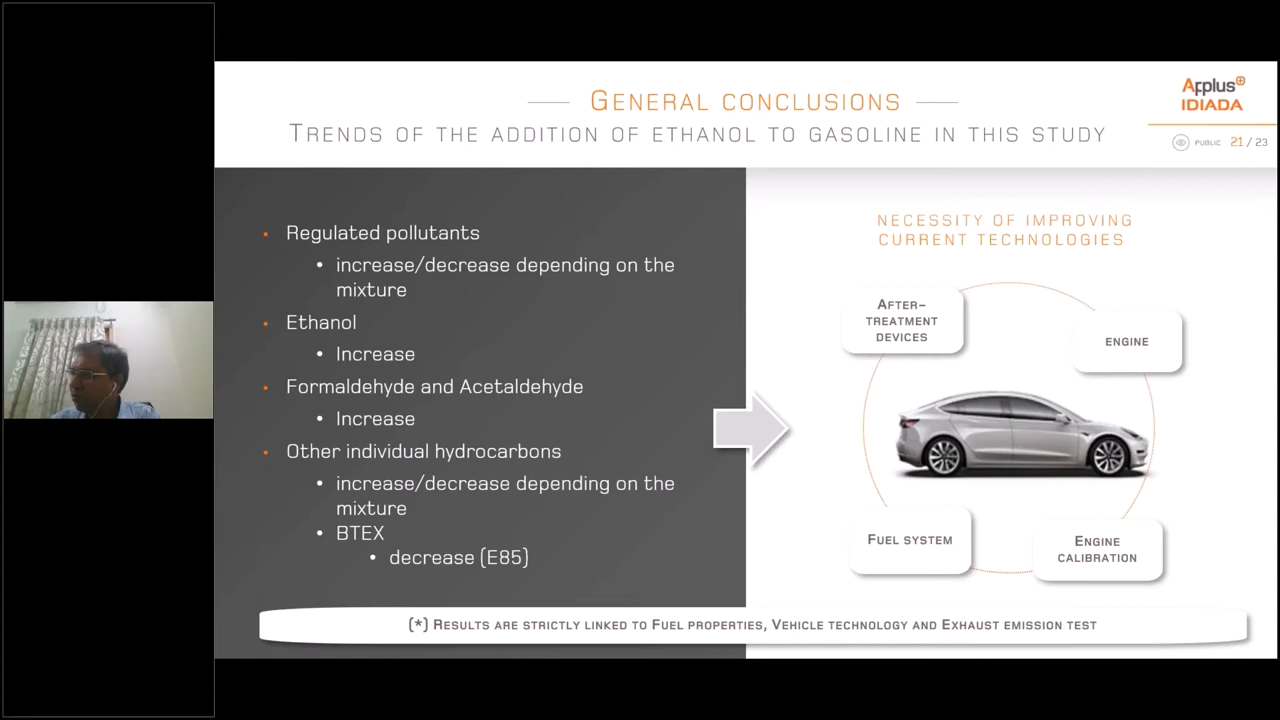 GENERAL CONCLUSIONS
TRENDS OF THE ADDITION OF ETHANOL TO GASOLINE IN THIS STUDY
Applus+
IDIADA
PUBLIC 21 / 23
• Regulated pollutants
• increase/decrease depending on the
mixture
• Ethanol
• Increase
• Formaldehyde and Acetaldehyde
• Increase
• Other individual hydrocarbons
• increase/decrease depending on the
mixture
• BTEX
• decrease (E85)
NECESSITY OF IMPROVING
CURRENT TECHNOLOGIES
AFTER-
TREATMENT
DEVICES
ENGINE
FUEL SYSTEM
ENGINE
CALIBRATION
(*) RESULTS ARE STRICTLY LINKED TO FUEL PROPERTIES, VEHICLE TECHNOLOGY AND EXHAUST EMISSION TEST